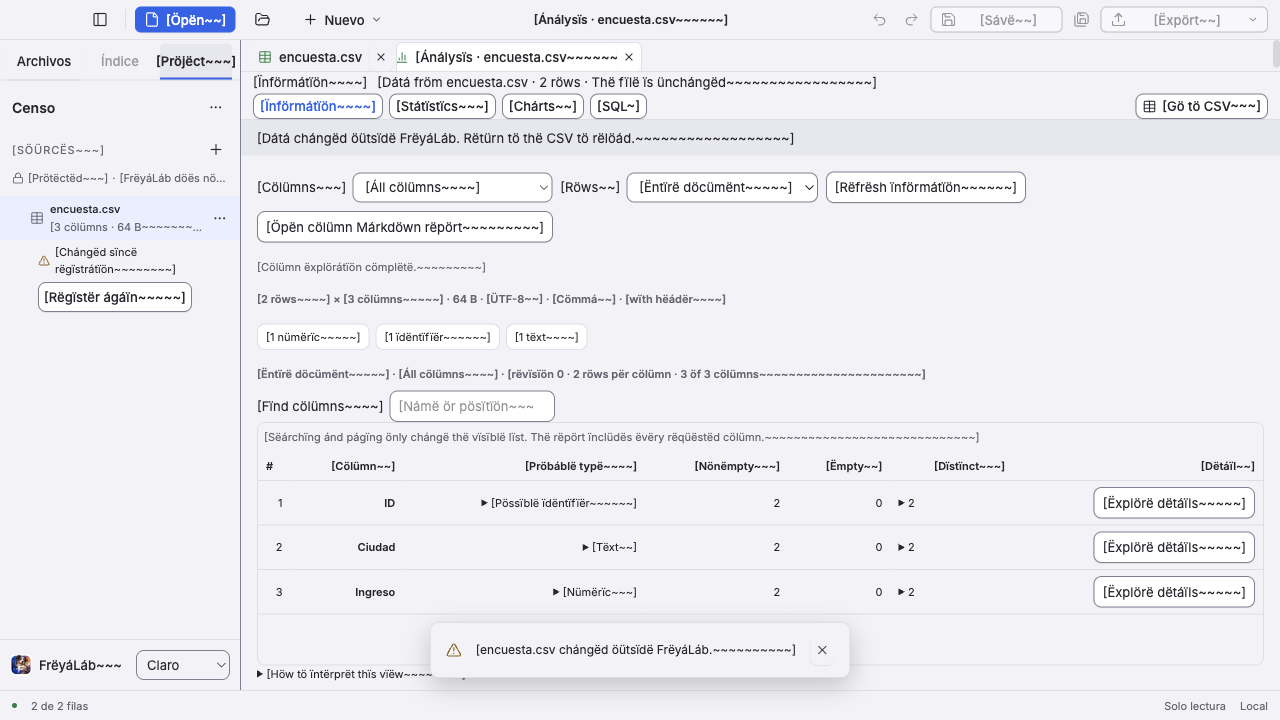 [Öpën~~] Nuevo [Ánálysïs · encuesta.csv~~~~~~] [Sávë~~] [Ëxpört~~]
Archivos Índice [Pröjëct~~~]
encuesta.csv [Ánálysïs · encuesta.csv~~~~~~
[Ïnförmátïön~~~~] [Dátá fröm encuesta.csv · 2 röws · Thë fïlë ïs ünchángëd~~~~~~~~~~~~~~~~]
[Ïnförmátïön~~~~] [Státïstïcs~~~] [Chárts~~] [SQL~] [Gö tö CSV~~~]
Censo
[Dátá chángëd öütsïdë FrëyáLáb. Rëtürn tö thë CSV tö rëlöád.~~~~~~~~~~~~~~~~~]
[SÖÜRCËS~~~]
[Prötëctëd~~~] · [FrëyáLáb döës nö...
encuesta.csv
[3 cölümns · 64 B~~~~~~~...
[Chángëd sïncë
rëgïstrátïön~~~~~~~~]
[Rëgïstër ágáïn~~~~~]
[Cölümns~~~] [Áll cölümns~~~~] [Röws~~] [Ëntïrë döcümënt~~~~~] [Rëfrësh ïnförmátïön~~~~~~]
[Öpën cölümn Márkdöwn rëpört~~~~~~~~~]
[Cölümn ëxplörátïön cömplëtë.~~~~~~~~~]
[2 röws~~~~] × [3 cölümns~~~~~] · 64 B · [ÜTF-8~~] · [Cömmá~~] · [wïth hëádër~~~~]
[1 nümërïc~~~~~] [1 ïdëntïfïër~~~~~~] [1 tëxt~~~~]
[Ëntïrë döcümënt~~~~~] · [Áll cölümns~~~~] · [rëvïsïön 0 · 2 röws për cölümn · 3 öf 3 cölümns~~~~~~~~~~~~~~~~~~~~~~]
[Fïnd cölümns~~~~] [Námë ör pösïtïön~~~
[Sëárchïng ánd págïng önly chángë thë vïsïblë lïst. Thë rëpört ïnclüdës ëvëry rëqüëstëd cölümn.~~~~~~~~~~~~~~~~~~~~~~~~~~~~]
# [Cölümn~~] [Pröbáblë typë~~~~] [Nönëmpty~~~] [Ëmpty~~] [Dïstïnct~~~] [Dëtáïl~~]
1 ID [Pössïblë ïdëntïfïër~~~~~~] 2 0 2 [Ëxplörë dëtáïls~~~~~]
2 Ciudad [Tëxt~~] 2 0 2 [Ëxplörë dëtáïls~~~~~]
3 Ingreso [Nümërïc~~~] 2 0 2 [Ëxplörë dëtáïls~~~~~]
[encuesta.csv chángëd öütsïdë FrëyáLáb.~~~~~~~~~~]
[Höw tö ïntërprët thïs vïëw~~~~
FrëyáLáb~~~ Claro
2 de 2 filas Solo lectura Local